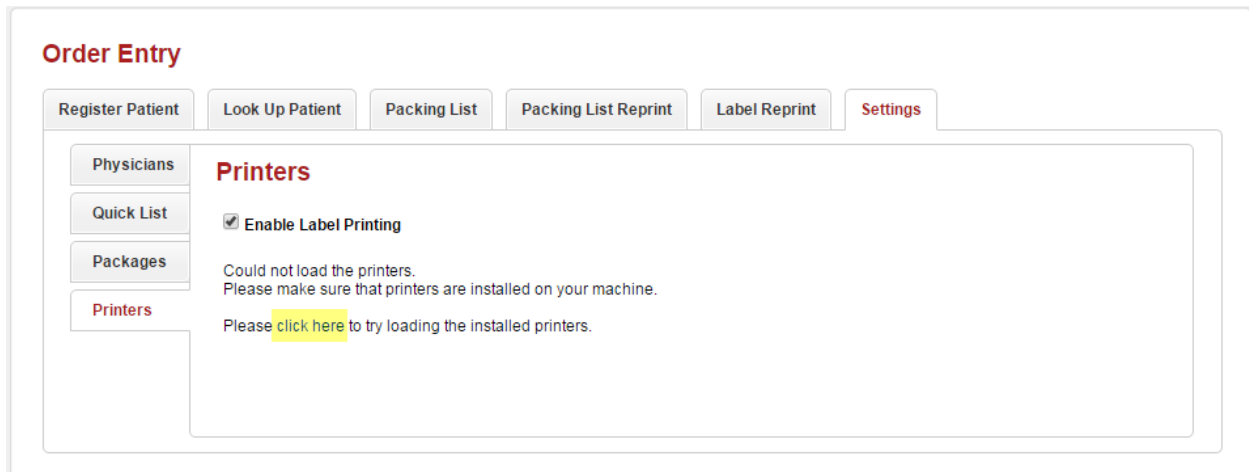 Order Entry
Register Patient
Look Up Patient
Packing List
Packing List Reprint
Label Reprint
Settings
Physicians
Quick List
Packages
Printers
Printers
Enable Label Printing
Could not load the printers.
Please make sure that printers are installed on your machine.
Please click here to try loading the installed printers.